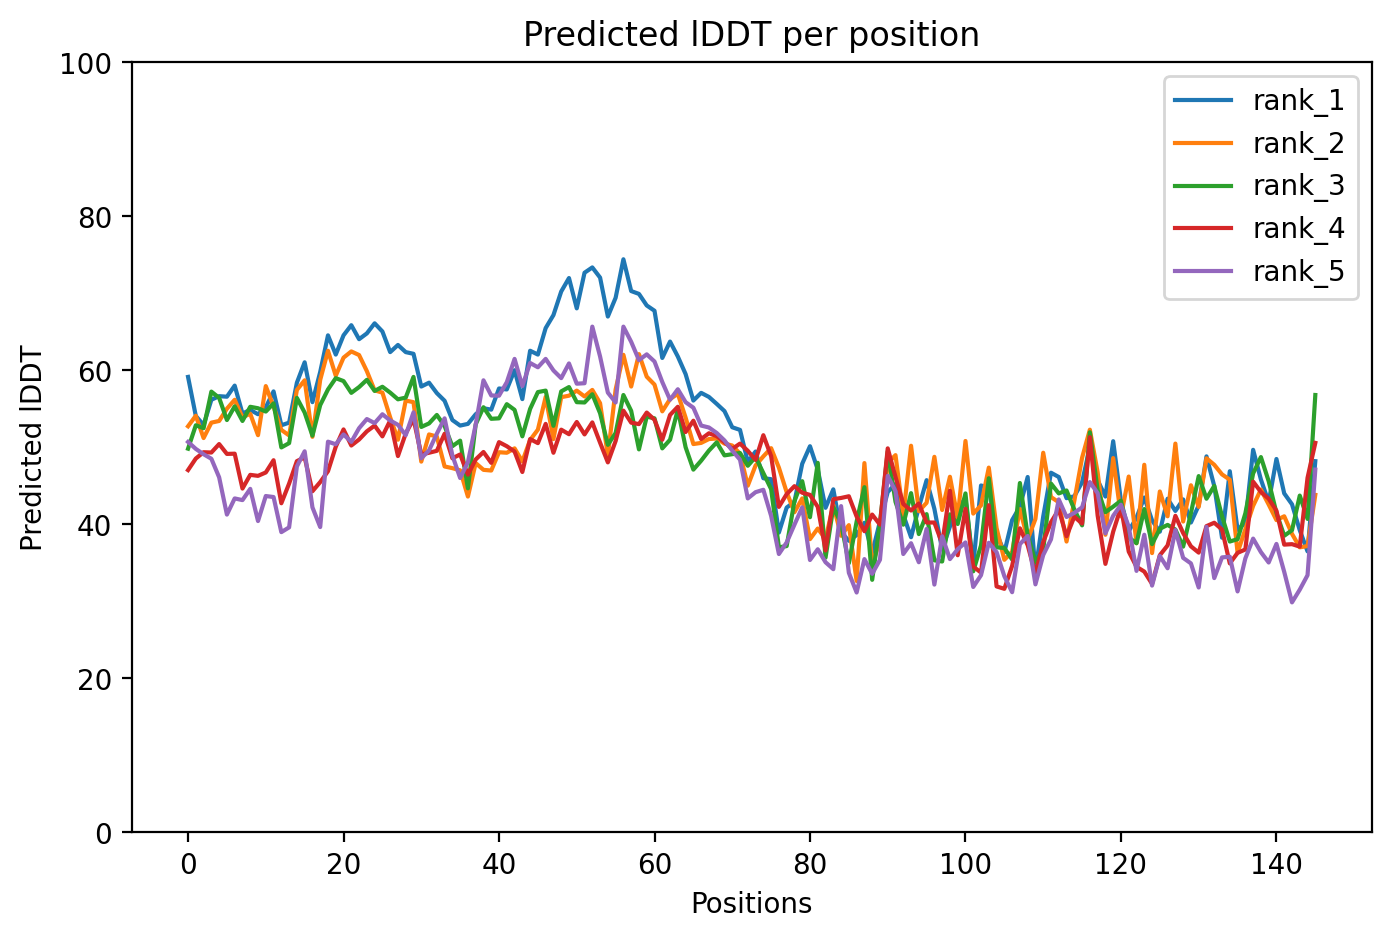 Predicted lDDT per position
100
80
60
40
20
0
Predicted lDDT
rank_1
rank_2
rank_3
rank_4
rank_5
0 20 40 60 80 100 120 140
Positions